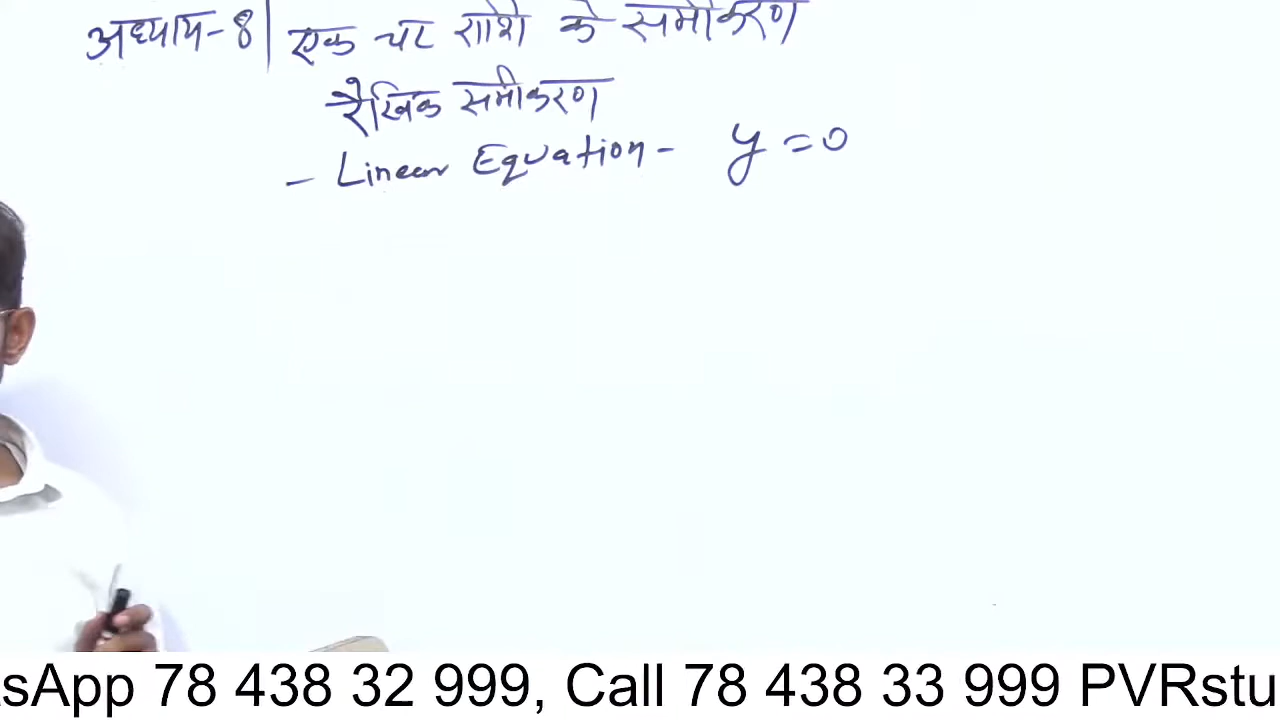 अध्याय-8 | एक चर राशि के समीकरण
रैखिक समीकरण
- Linear Equation - y = 0
sApp 78 438 32 999, Call 78 438 33 999 PVRstu